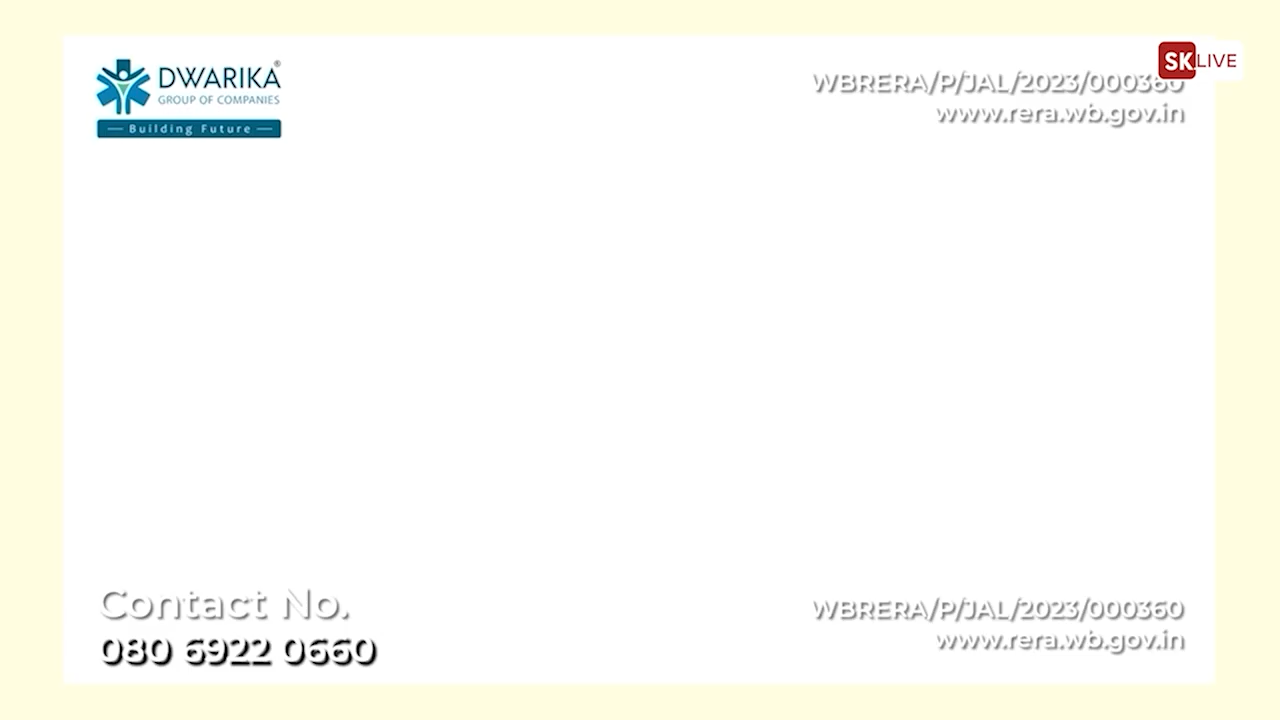 DWARIKA®
GROUP OF COMPANIES
Building Future
SK LIVE
WBRERA/P/JAL/2023/000360
www.rera.wb.gov.in
Contact No.
080 6922 0660
WBRERA/P/JAL/2023/000360
www.rera.wb.gov.in